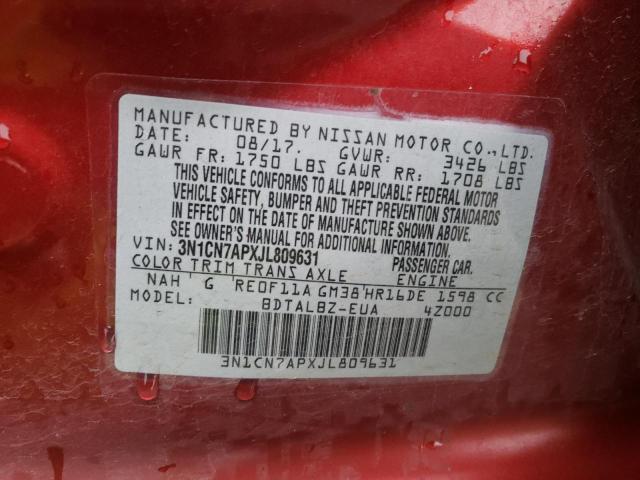 MANUFACTURED BY NISSAN MOTOR CO.,LTD.
DATE: 08/17. GVWR: 3426 LBS
GAWR FR: 1750 LBS GAWR RR: 1708 LBS
THIS VEHICLE CONFORMS TO ALL APPLICABLE FEDERAL MOTOR
VEHICLE SAFETY, BUMPER AND THEFT PREVENTION STANDARDS
IN EFFECT ON THE DATE OF MANUFACTURE SHOWN ABOVE.
SEE OWNER'S MANUAL FOR ADDITIONAL INFORMATION.
VIN: 3N1CN7APXJL809631 PASSENGER CAR.
COLOR TRIM TRANS AXLE ENGINE
NAH G RE0F11A GM38 HR16DE 1598 CC
MODEL: BDTALBZ-EUA 4Z000
3N1CN7APXJL809631